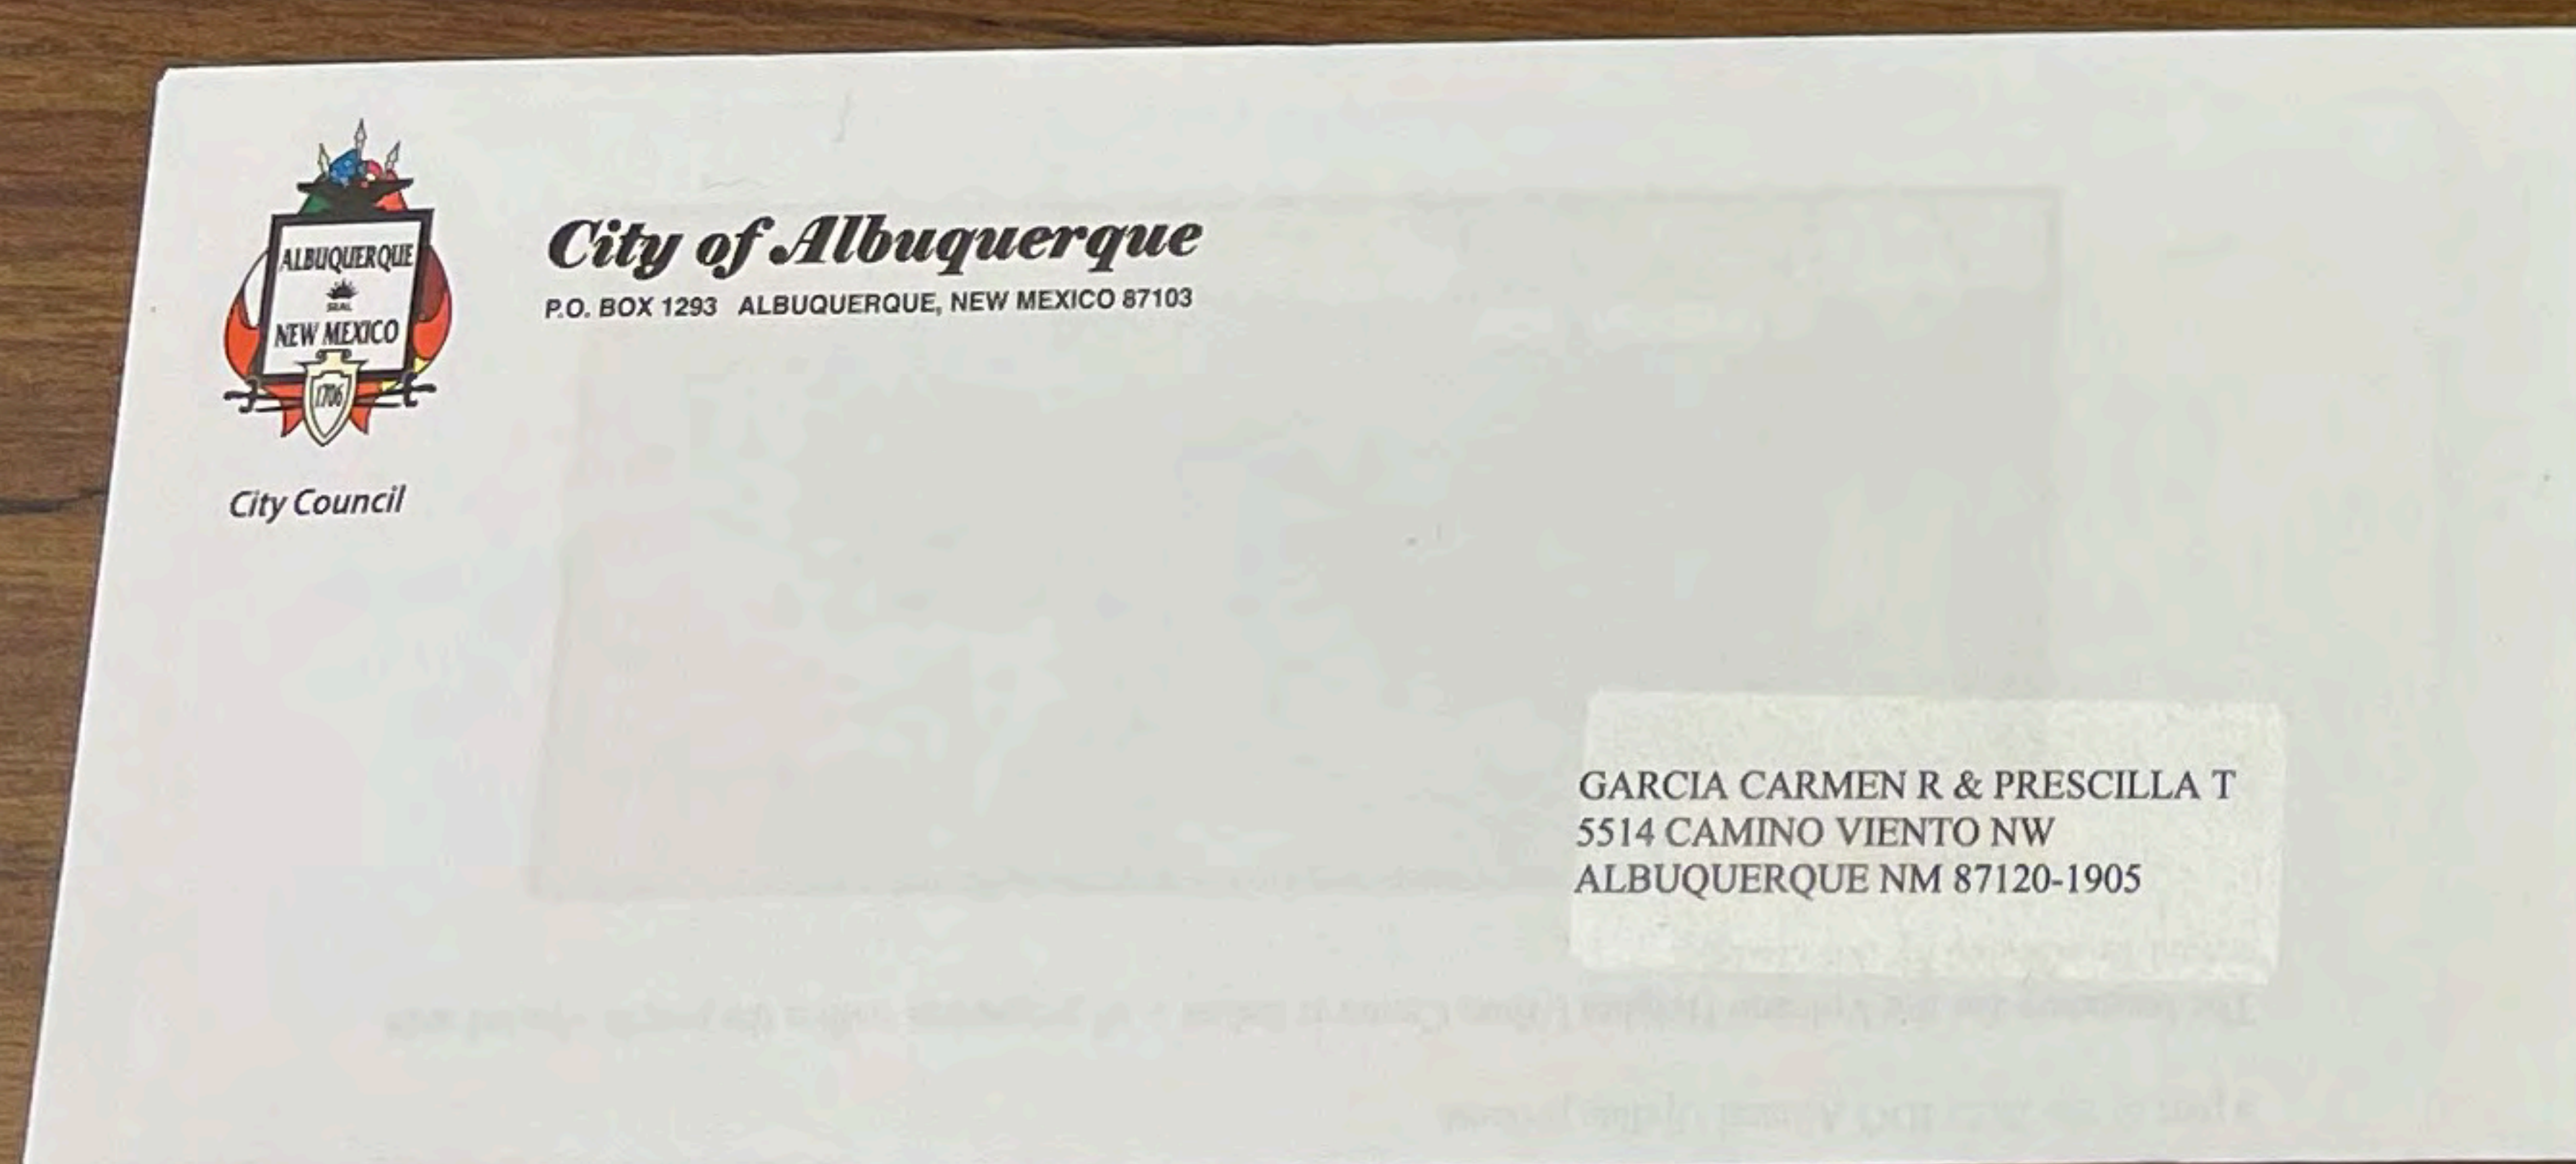 ALBUQUERQUE
SEAL
NEW MEXICO
1706
City of Albuquerque
P.O. BOX 1293 ALBUQUERQUE, NEW MEXICO 87103
City Council
GARCIA CARMEN R & PRESCILLA T
5514 CAMINO VIENTO NW
ALBUQUERQUE NM 87120-1905